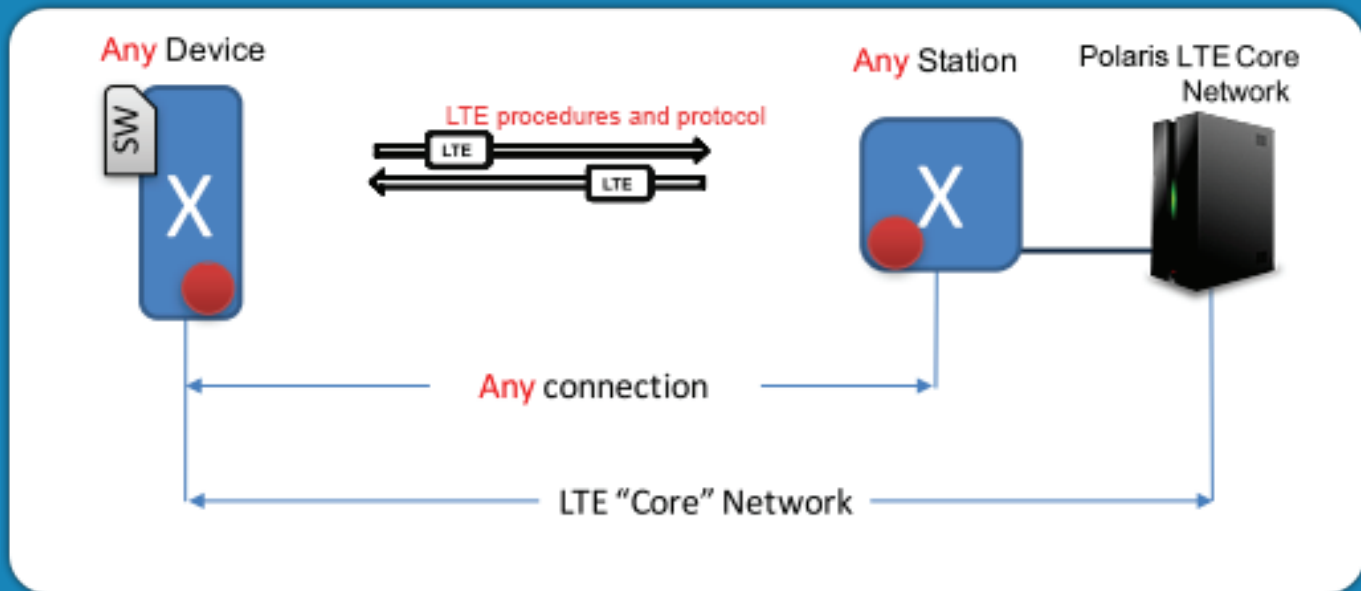 Any Device
Any Station
Polaris LTE Core
Network
SW
LTE procedures and protocol
LTE
LTE
X
X
Any connection
LTE “Core” Network